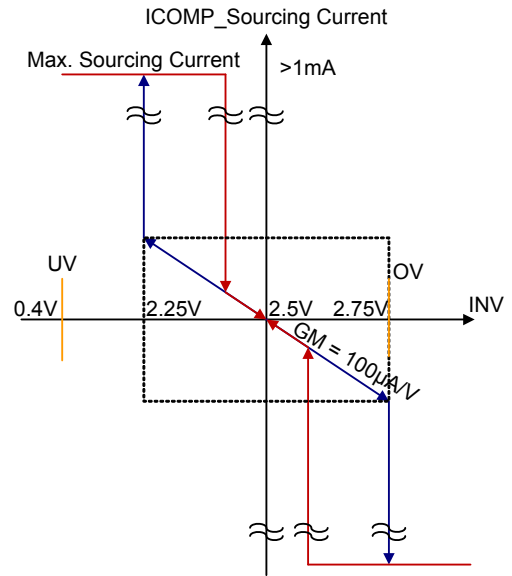 ICOMP_Sourcing Current
Max. Sourcing Current
>1mA
UV
OV
0.4V
2.25V
2.5V
2.75V
INV
GM = 100µA/V